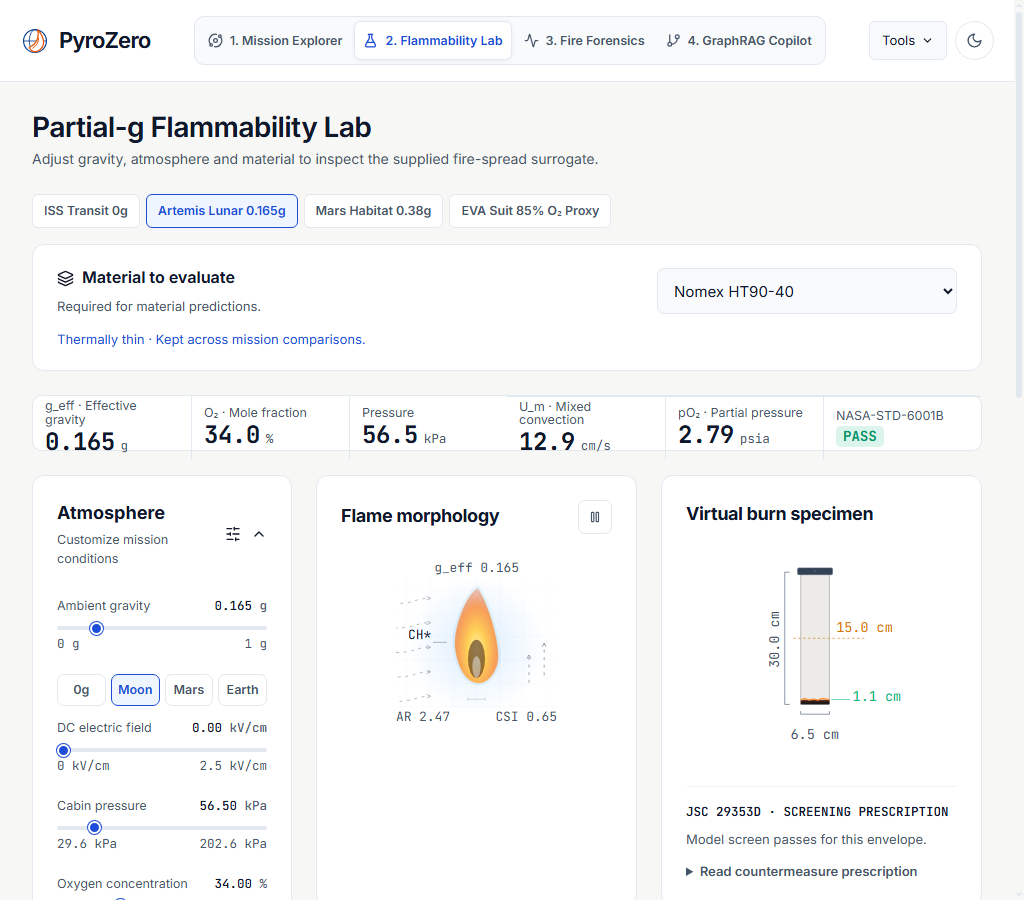 PyroZero
1. Mission Explorer
2. Flammability Lab
3. Fire Forensics
4. GraphRAG Copilot
Tools
Partial-g Flammability Lab
Adjust gravity, atmosphere and material to inspect the supplied fire-spread surrogate.
ISS Transit 0g
Artemis Lunar 0.165g
Mars Habitat 0.38g
EVA Suit 85% O₂ Proxy
Material to evaluate
Required for material predictions.
Thermally thin · Kept across mission comparisons.
Nomex HT90-40
g_eff · Effective
gravity
0.165 g
O₂ · Mole fraction
34.0 %
Pressure
56.5 kPa
U_m · Mixed
convection
12.9 cm/s
pO₂ · Partial pressure
2.79 psia
NASA-STD-6001B
PASS
Atmosphere
Customize mission
conditions
Ambient gravity 0.165 g
0 g 1 g
0g Moon Mars Earth
DC electric field 0.00 kV/cm
0 kV/cm 2.5 kV/cm
Cabin pressure 56.50 kPa
29.6 kPa 202.6 kPa
Oxygen concentration 34.00 %
Flame morphology
g_eff 0.165
CH*
AR 2.47 CSI 0.65
Virtual burn specimen
30.0 cm
15.0 cm
1.1 cm
6.5 cm
JSC 29353D · SCREENING PRESCRIPTION
Model screen passes for this envelope.
Read countermeasure prescription